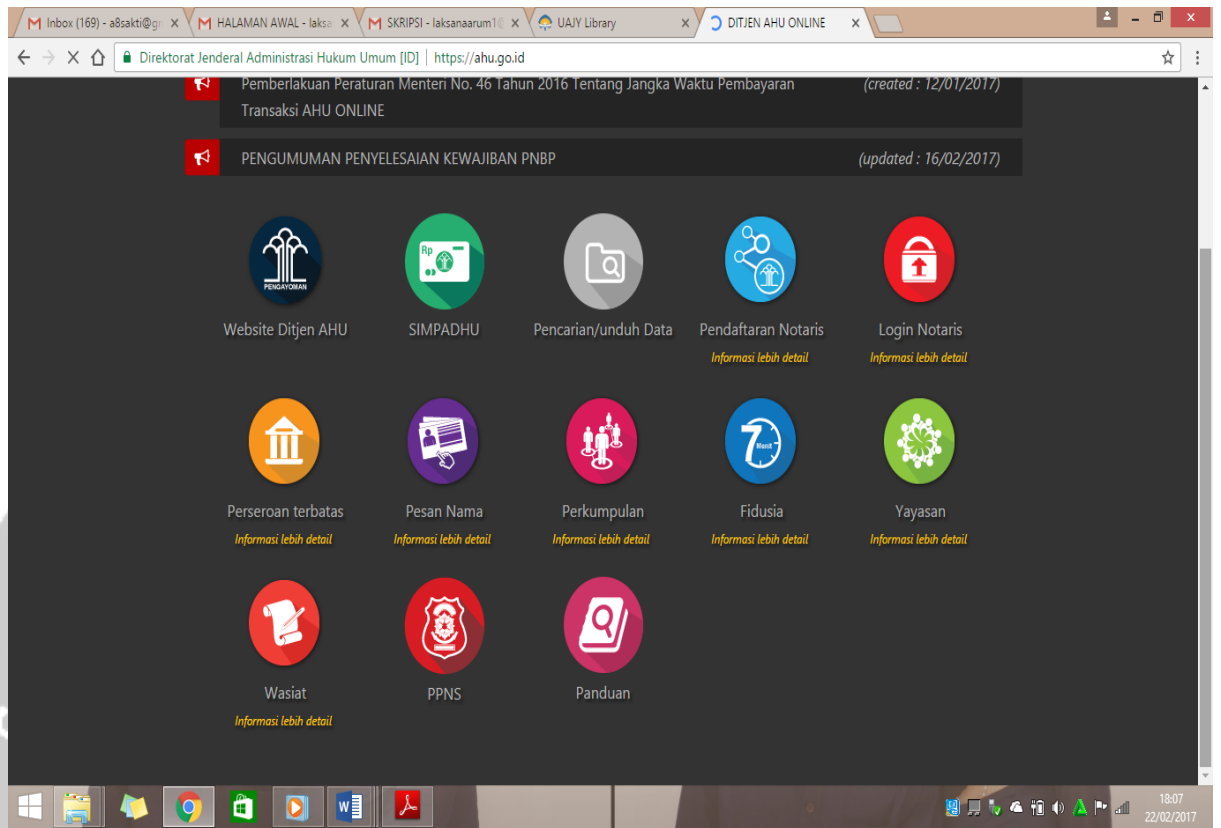 Inbox (169) - a8sakti@gm
HALAMAN AWAL - laksa
SKRIPSI - laksanaarum1@
UAJY Library
DITJEN AHU ONLINE
Direktorat Jenderal Administrasi Hukum Umum [ID] https://ahu.go.id
Pemberlakuan Peraturan Menteri No. 46 Tahun 2016 Tentang Jangka Waktu Pembayaran (created : 12/01/2017)
Transaksi AHU ONLINE
PENGUMUMAN PENYELESAIAN KEWAJIBAN PNBP (updated : 16/02/2017)
PENGAYOMAN
Rp
Website Ditjen AHU SIMPADHU Pencarian/unduh Data Pendaftaran Notaris Login Notaris
Informasi lebih detail Informasi lebih detail
7 Menit
Perseroan terbatas Pesan Nama Perkumpulan Fidusia Yayasan
Informasi lebih detail Informasi lebih detail Informasi lebih detail Informasi lebih detail Informasi lebih detail
Wasiat PPNS Panduan
Informasi lebih detail
18:07
22/02/2017